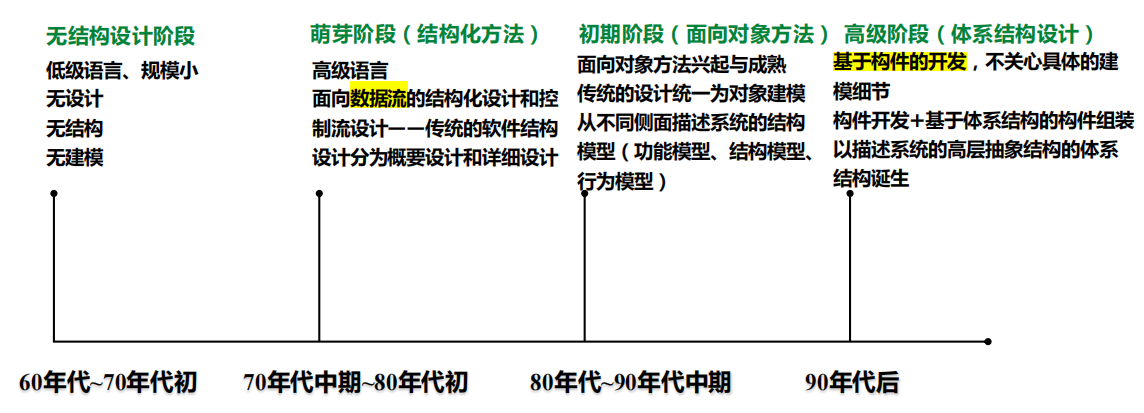 无结构设计阶段
低级语言、规模小
无设计
无结构
无建模
萌芽阶段（结构化方法）
高级语言
面向数据流的结构化设计和控
制流设计——传统的软件结构
设计分为概要设计和详细设计
初期阶段（面向对象方法）
面向对象方法兴起与成熟
传统的设计统一为对象建模
从不同侧面描述系统的结构
模型（功能模型、结构模型、
行为模型）
高级阶段（体系结构设计）
基于构件的开发，不关心具体的建
模细节
构件开发+基于体系结构的构件组装
以描述系统的高层抽象结构的体系
结构诞生
60年代~70年代初
70年代中期~80年代初
80年代~90年代中期
90年代后